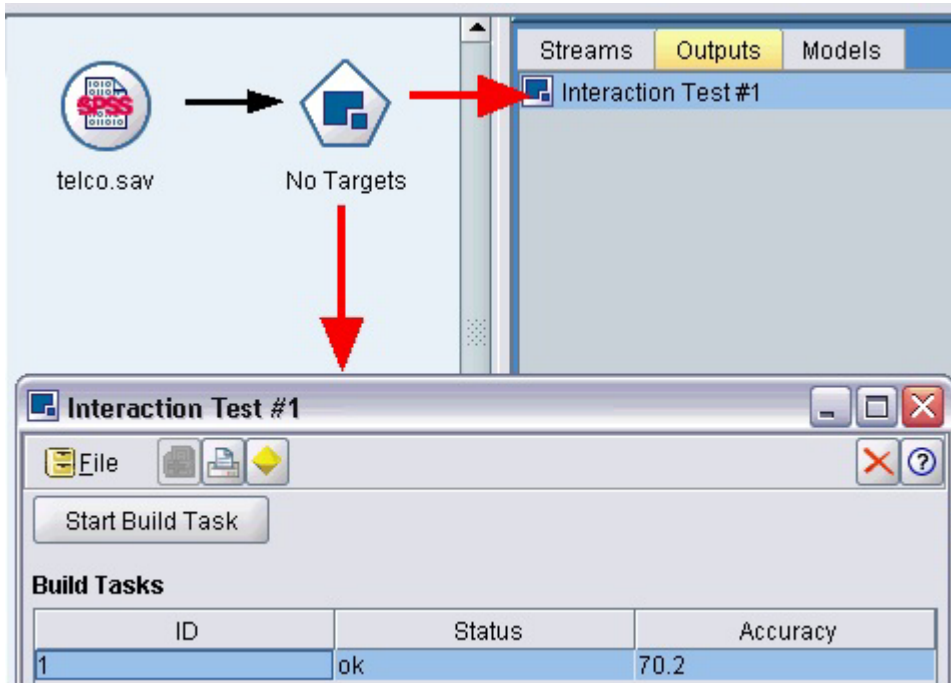 Streams Outputs Models
Interaction Test #1
SPSS
telco.sav
No Targets
Interaction Test #1
File
Start Build Task
Build Tasks
ID Status Accuracy
1 ok 70.2